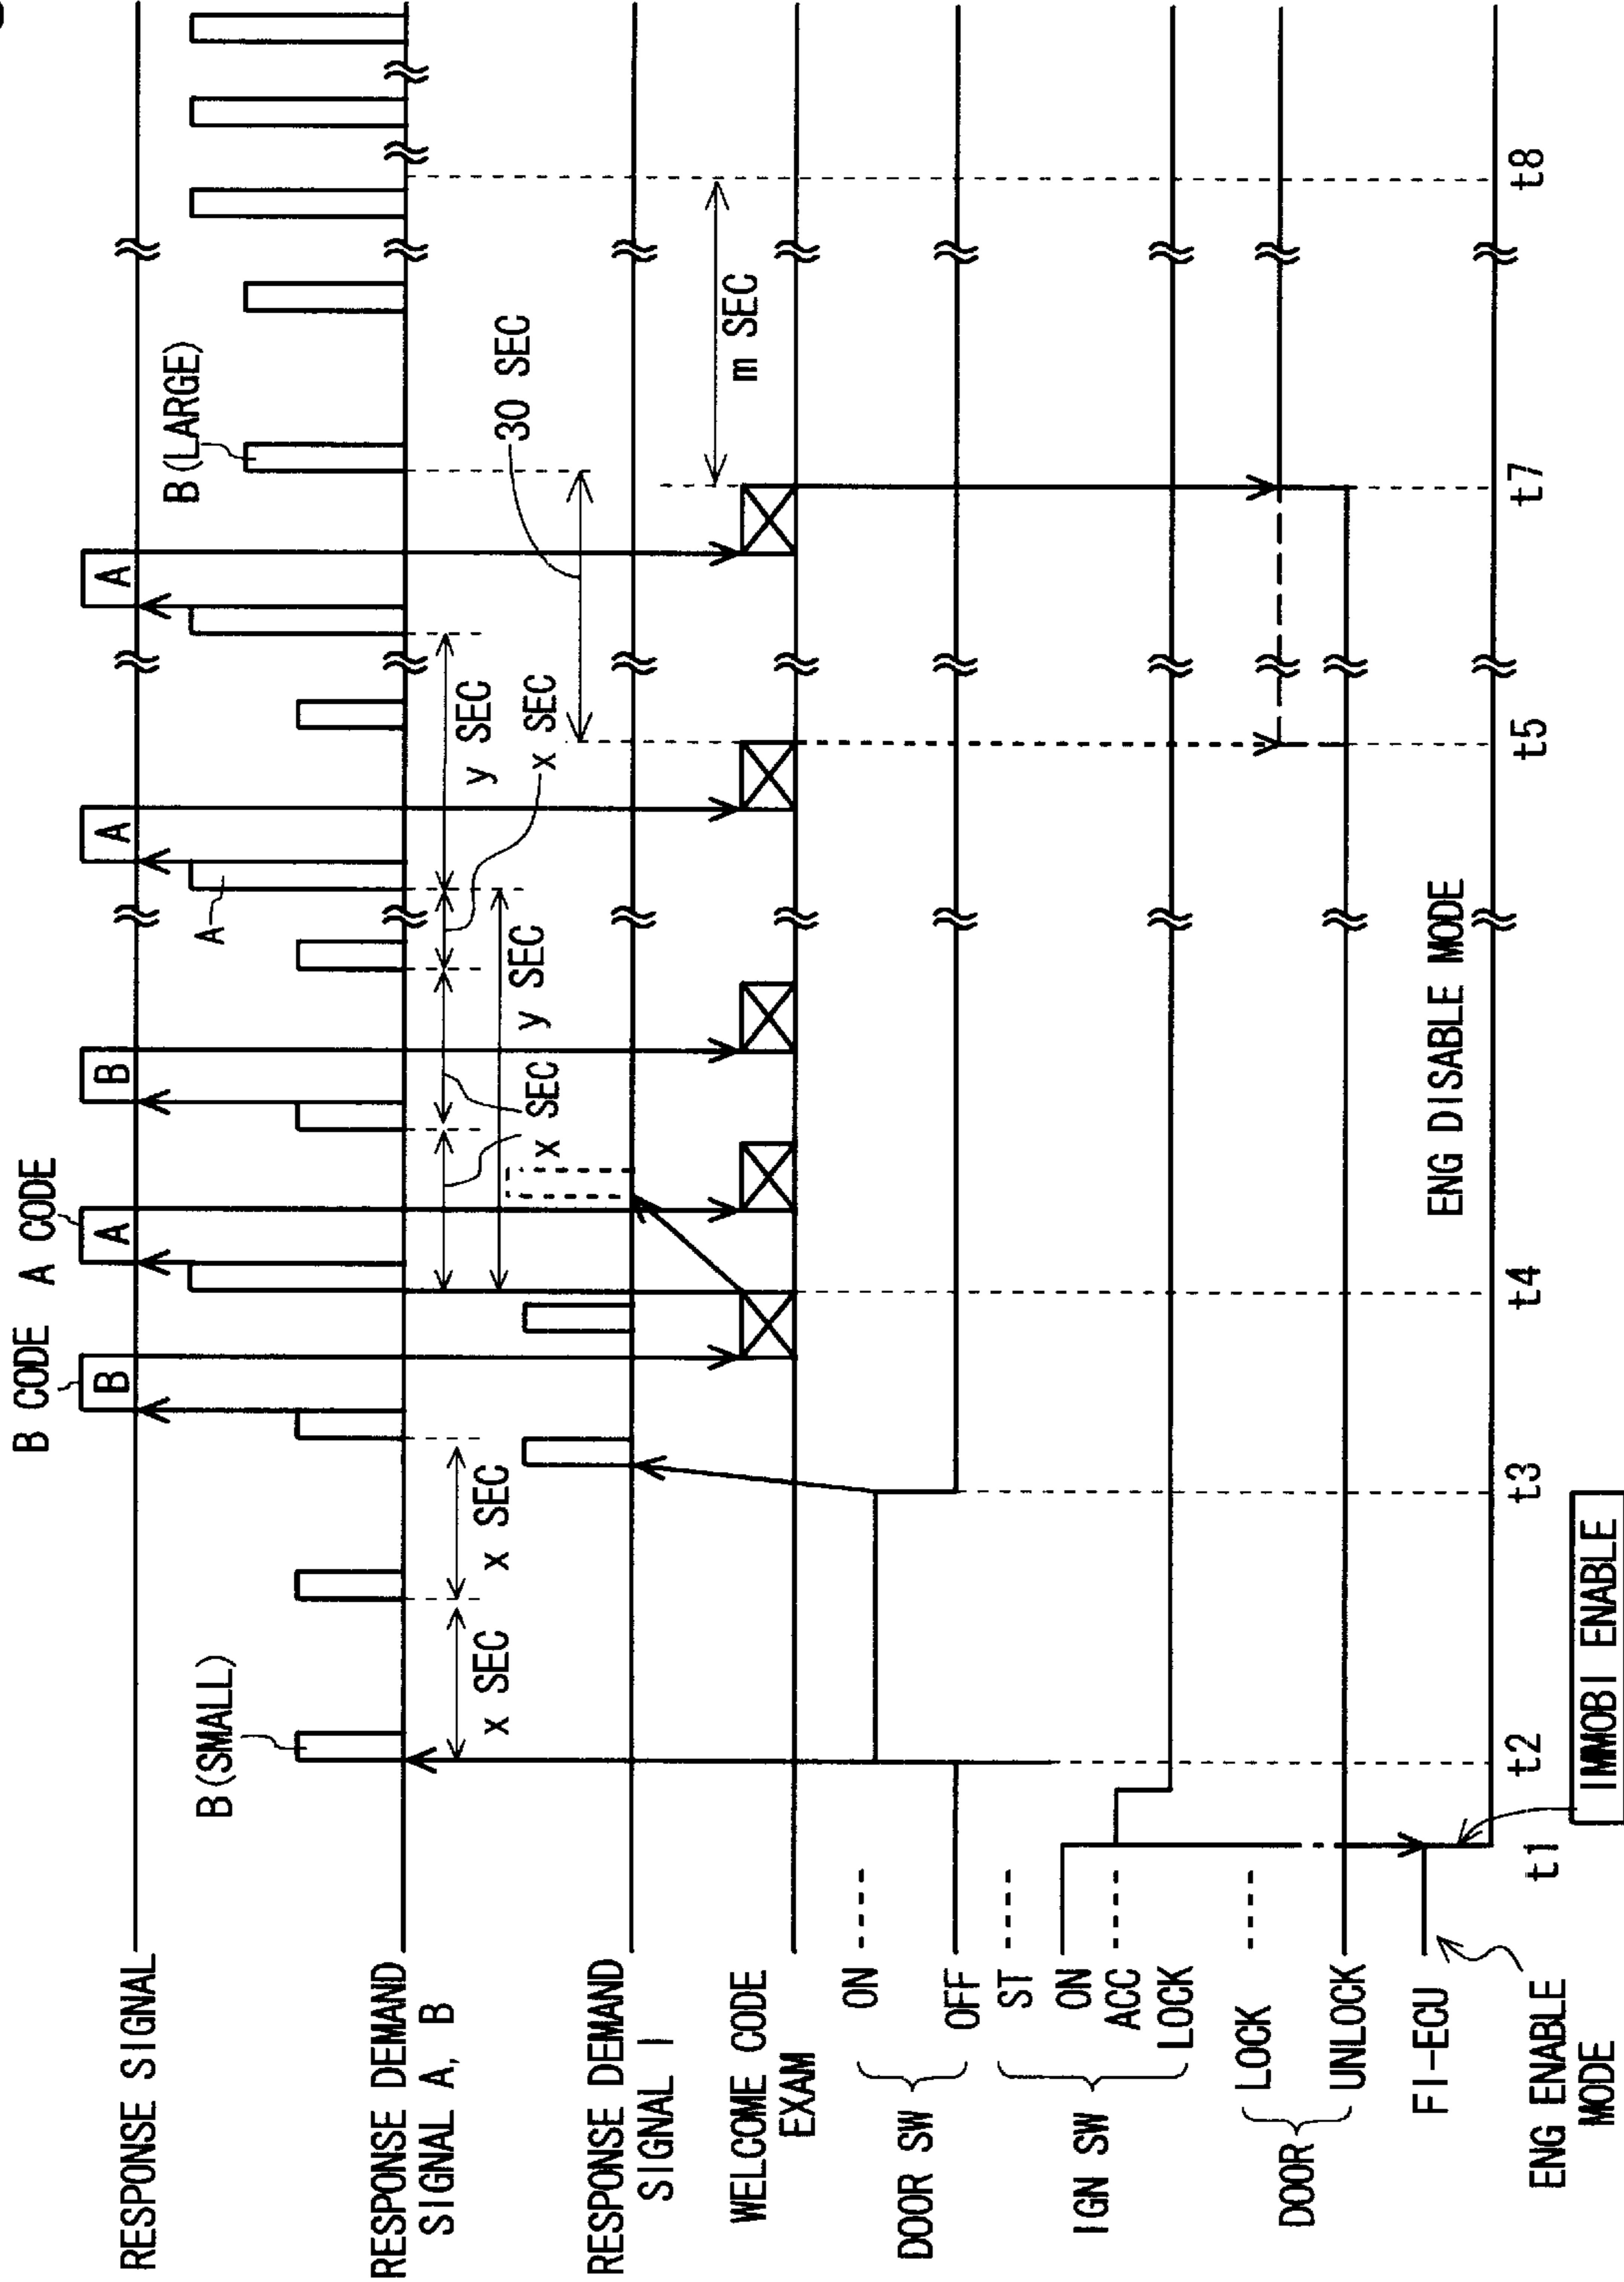 B CODE
A CODE
RESPONSE SIGNAL
B
A
B
A
A
B(SMALL)
A
B(LARGE)
RESPONSE DEMAND
SIGNAL A, B
x SEC
x SEC
x SEC
y SEC
x SEC
y SEC
30 SEC
RESPONSE DEMAND
SIGNAL I
WELCOME CODE
EXAM
m SEC
DOOR SW
ON
OFF
IGN SW
ST
ON
ACC
LOCK
DOOR
LOCK
UNLOCK
FI-ECU
ENG DISABLE MODE
ENG ENABLE
MODE
t1
t2
t3
t4
t5
t7
t8
IMMOBI ENABLE